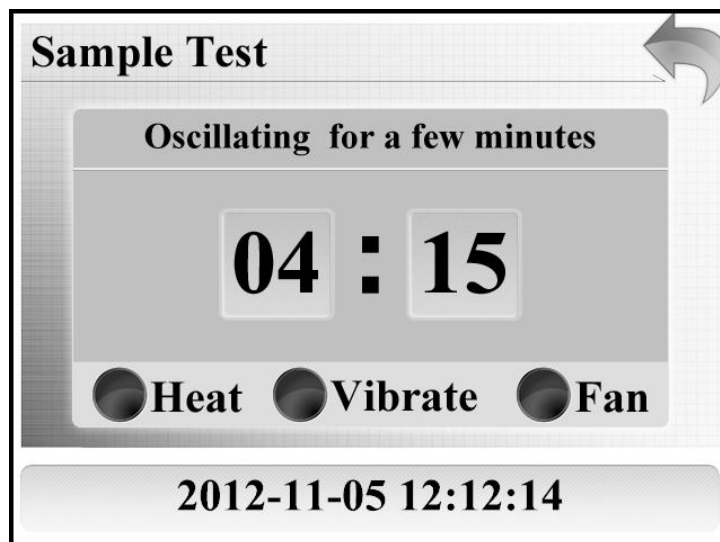 Sample Test
Oscillating for a few minutes
04 : 15
Heat Vibrate Fan
2012-11-05 12:12:14